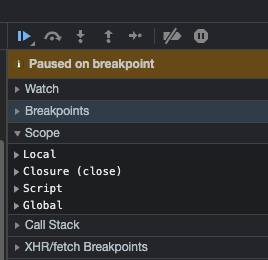 Paused on breakpoint
Watch
Breakpoints
Scope
Local
Closure (close)
Script
Global
Call Stack
XHR/fetch Breakpoints